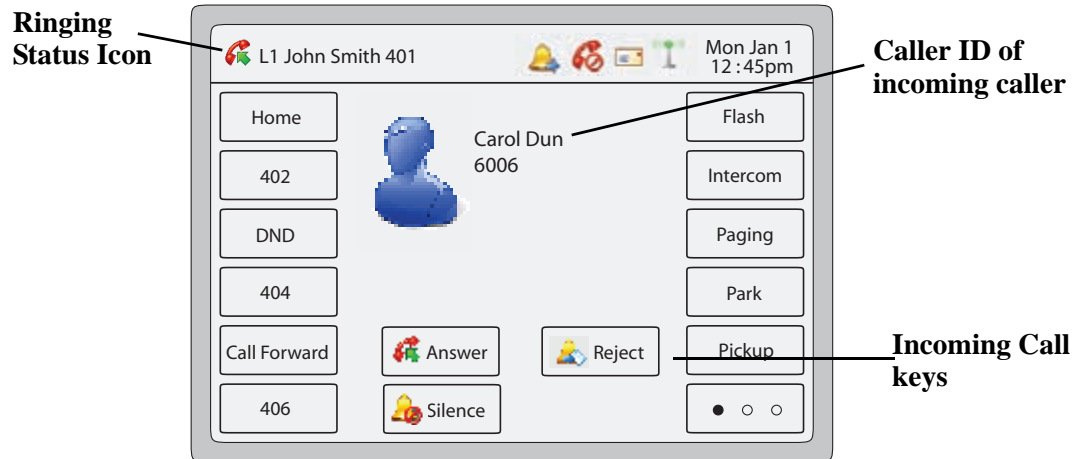 Ringing
Status Icon
L1 John Smith 401
Mon Jan 1
12:45pm
Caller ID of
incoming caller
Home
Carol Dun
6006
Flash
402
Intercom
DND
Paging
404
Park
Call Forward
Answer
Reject
Pickup
Incoming Call
keys
406
Silence